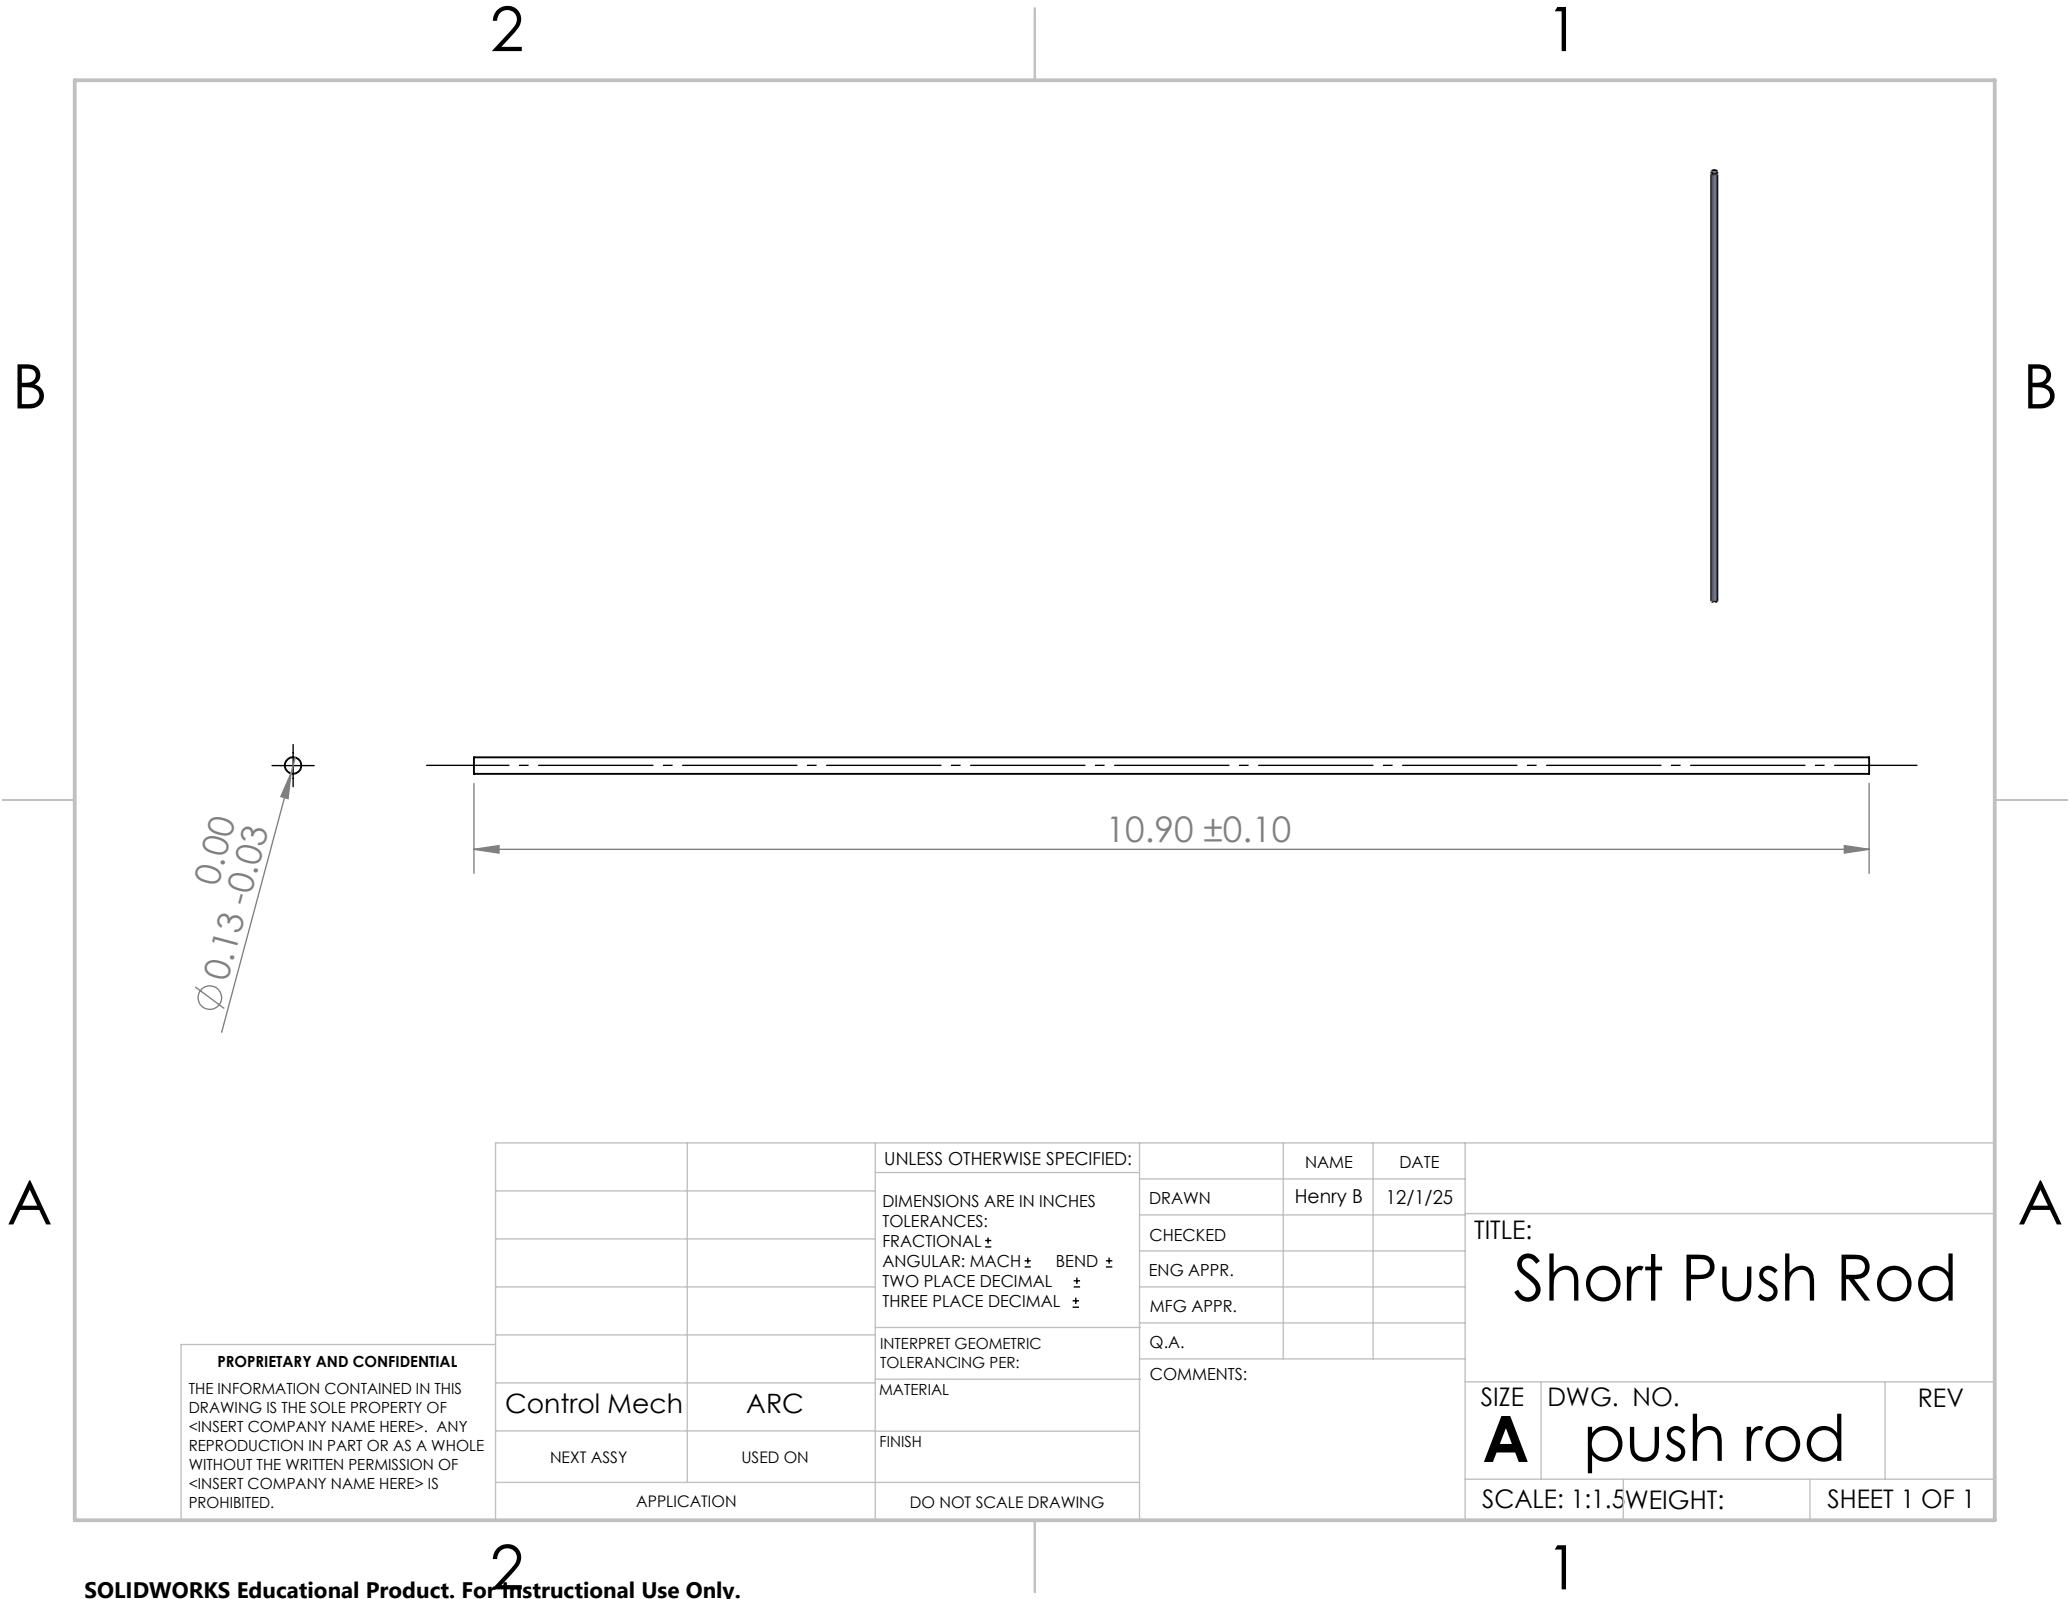 2 1
B B
0.00
Ø0.13 -0.03
10.90 ±0.10
A A
UNLESS OTHERWISE SPECIFIED:
DIMENSIONS ARE IN INCHES
TOLERANCES:
FRACTIONAL ±
ANGULAR: MACH ± BEND ±
TWO PLACE DECIMAL ±
THREE PLACE DECIMAL ±
INTERPRET GEOMETRIC
TOLERANCING PER:
MATERIAL
FINISH
DO NOT SCALE DRAWING
NAME DATE
DRAWN Henry B 12/1/25
CHECKED
ENG APPR.
MFG APPR.
Q.A.
COMMENTS:
TITLE:
Short Push Rod
SIZE DWG. NO. REV
A push rod
SCALE: 1:1.5 WEIGHT: SHEET 1 OF 1
PROPRIETARY AND CONFIDENTIAL
THE INFORMATION CONTAINED IN THIS
DRAWING IS THE SOLE PROPERTY OF
<INSERT COMPANY NAME HERE>. ANY
REPRODUCTION IN PART OR AS A WHOLE
WITHOUT THE WRITTEN PERMISSION OF
<INSERT COMPANY NAME HERE> IS
PROHIBITED.
Control Mech ARC
NEXT ASSY USED ON
APPLICATION
2 1
SOLIDWORKS Educational Product. For Instructional Use Only.